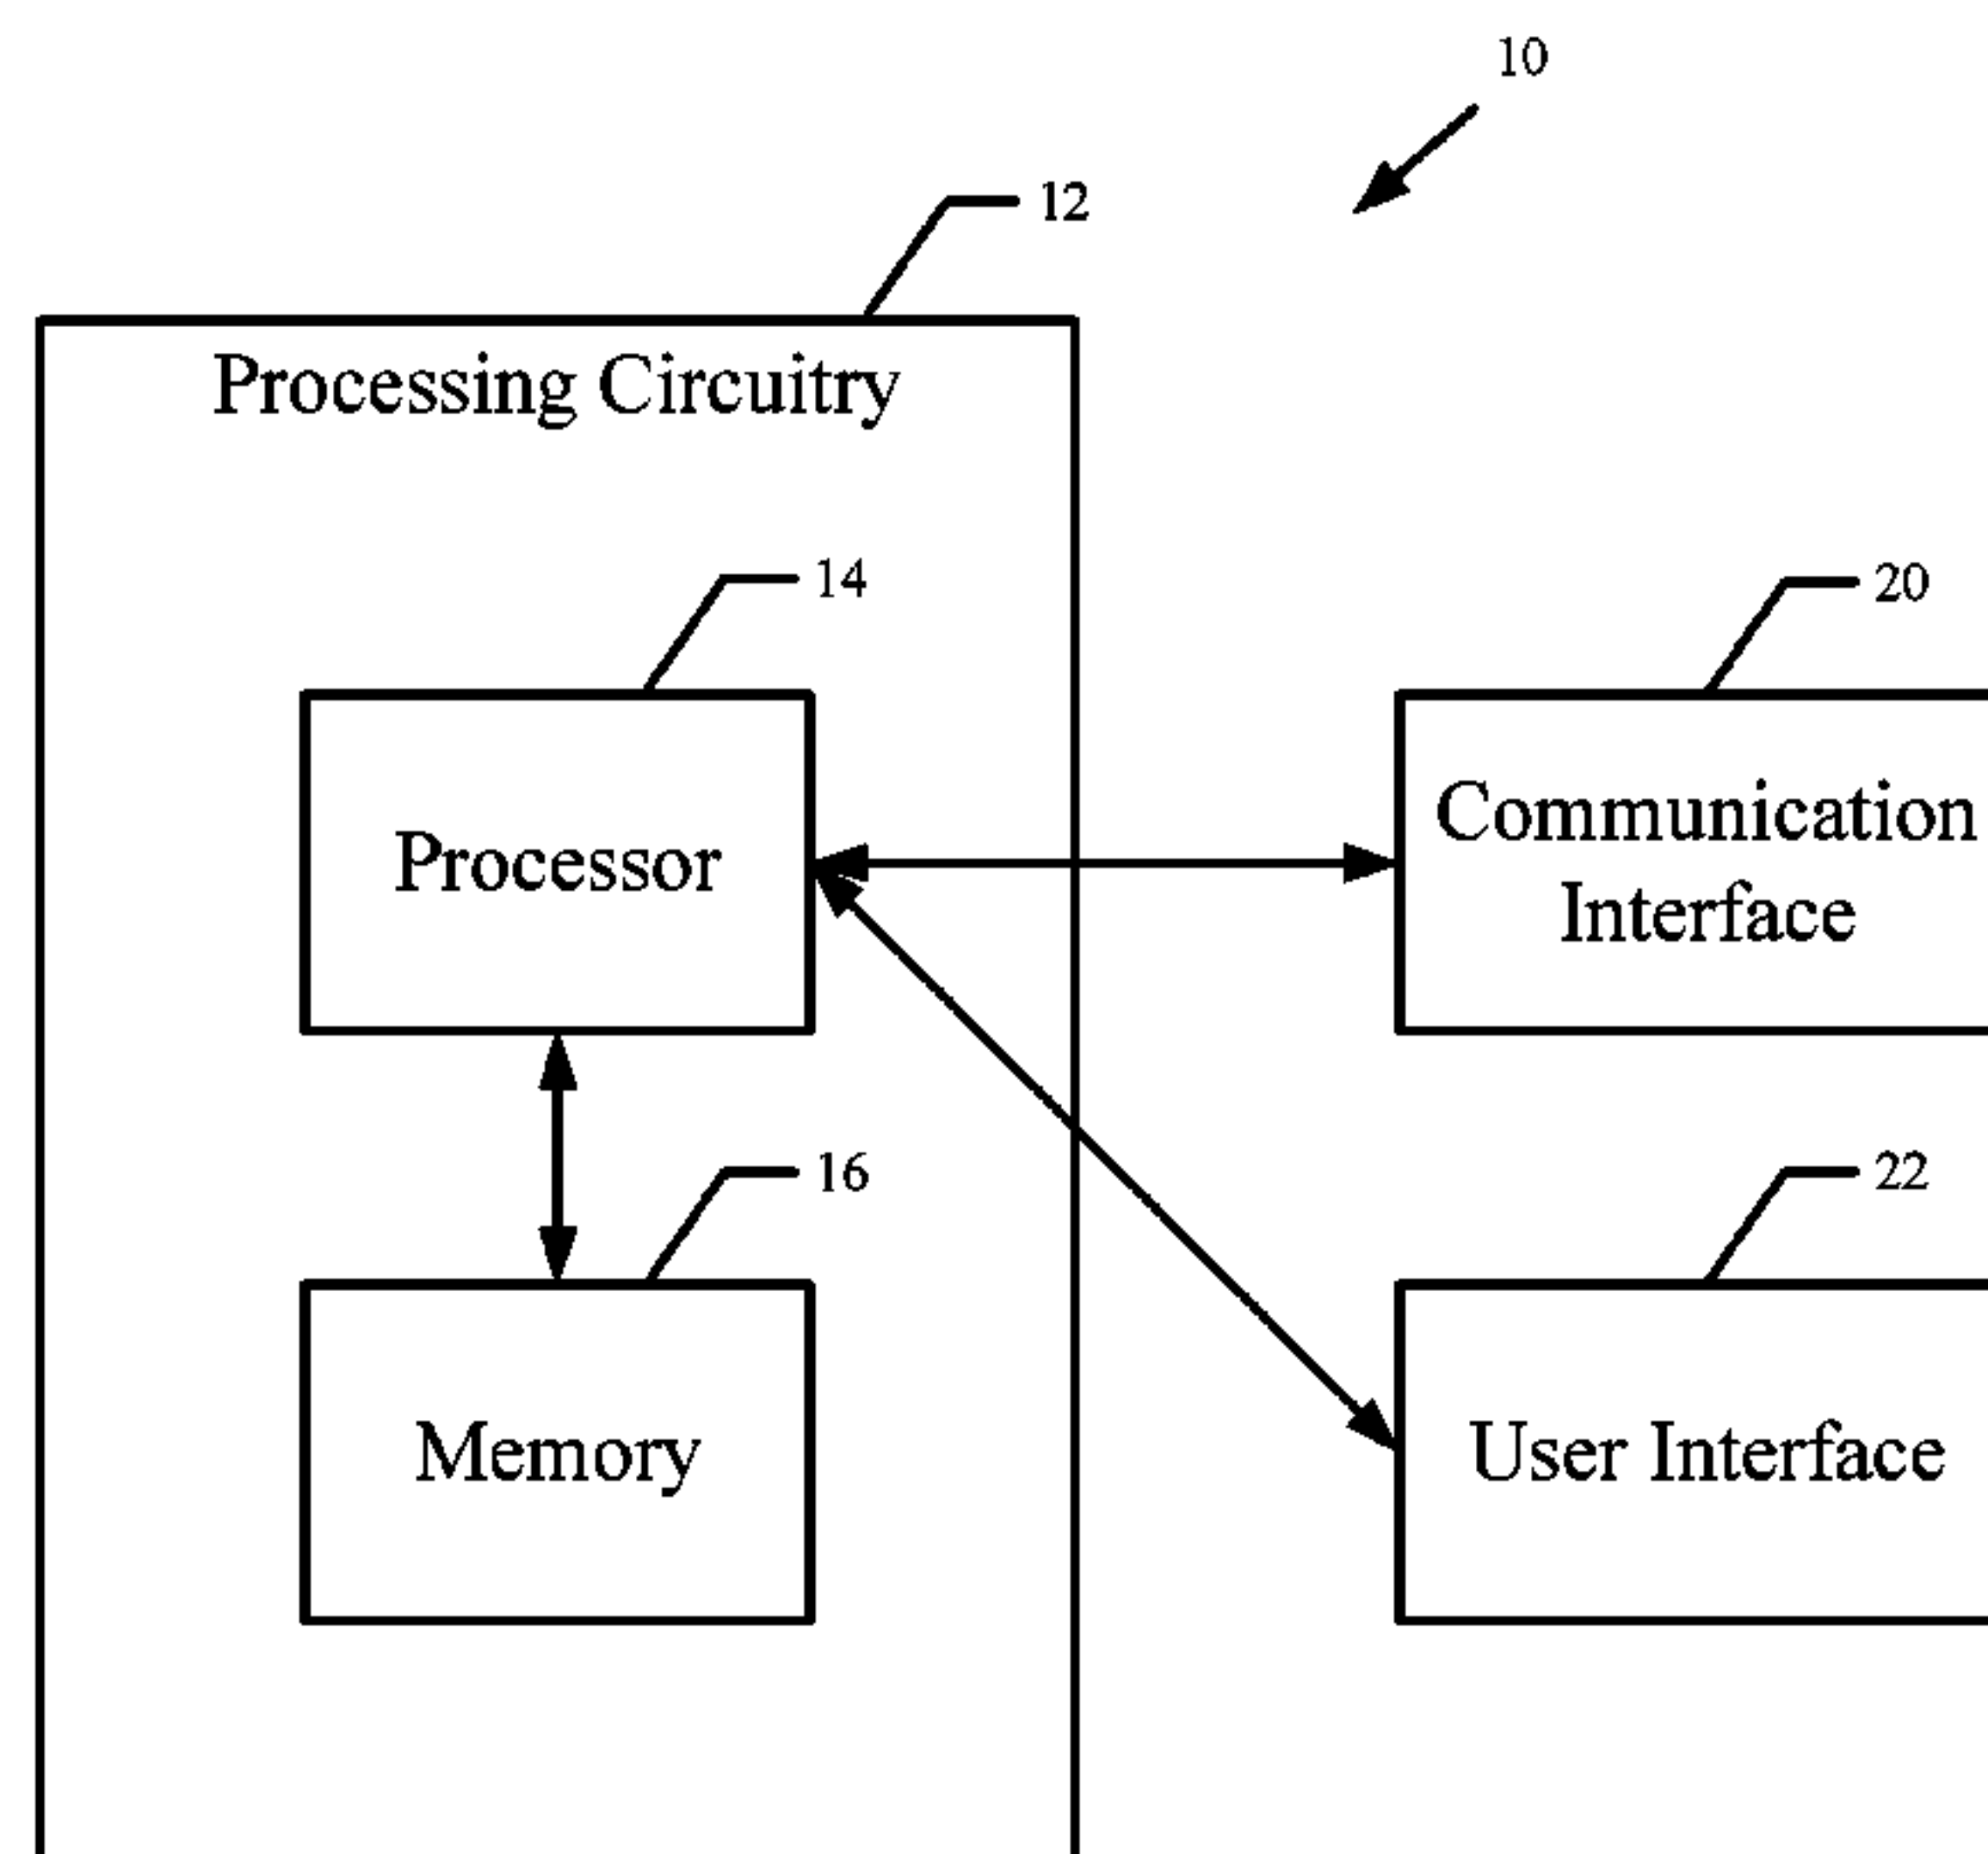 10
12
Processing Circuitry
14
20
Processor
Communication
Interface
16
22
Memory
User Interface